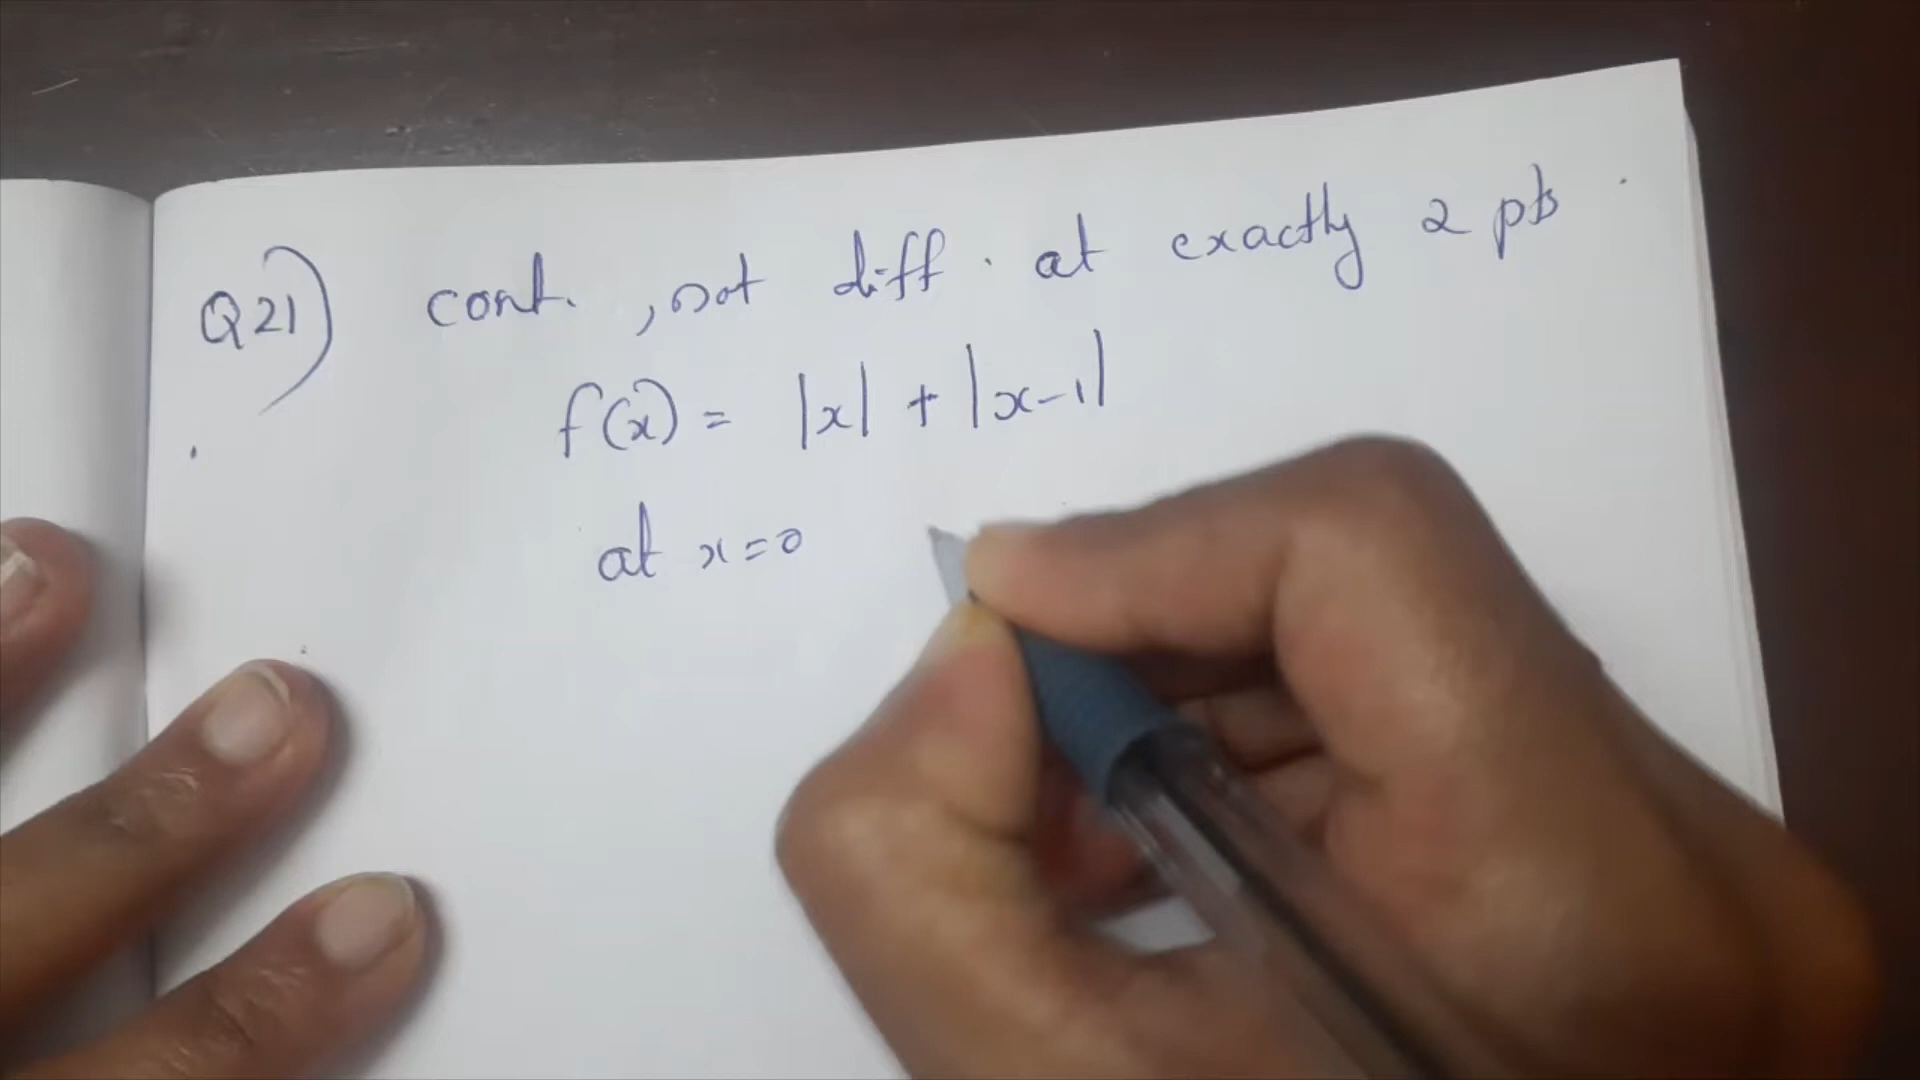 Q21) cont. , not diff. at exactly 2 pts.
f(x) = |x| + |x-1|
at x=0